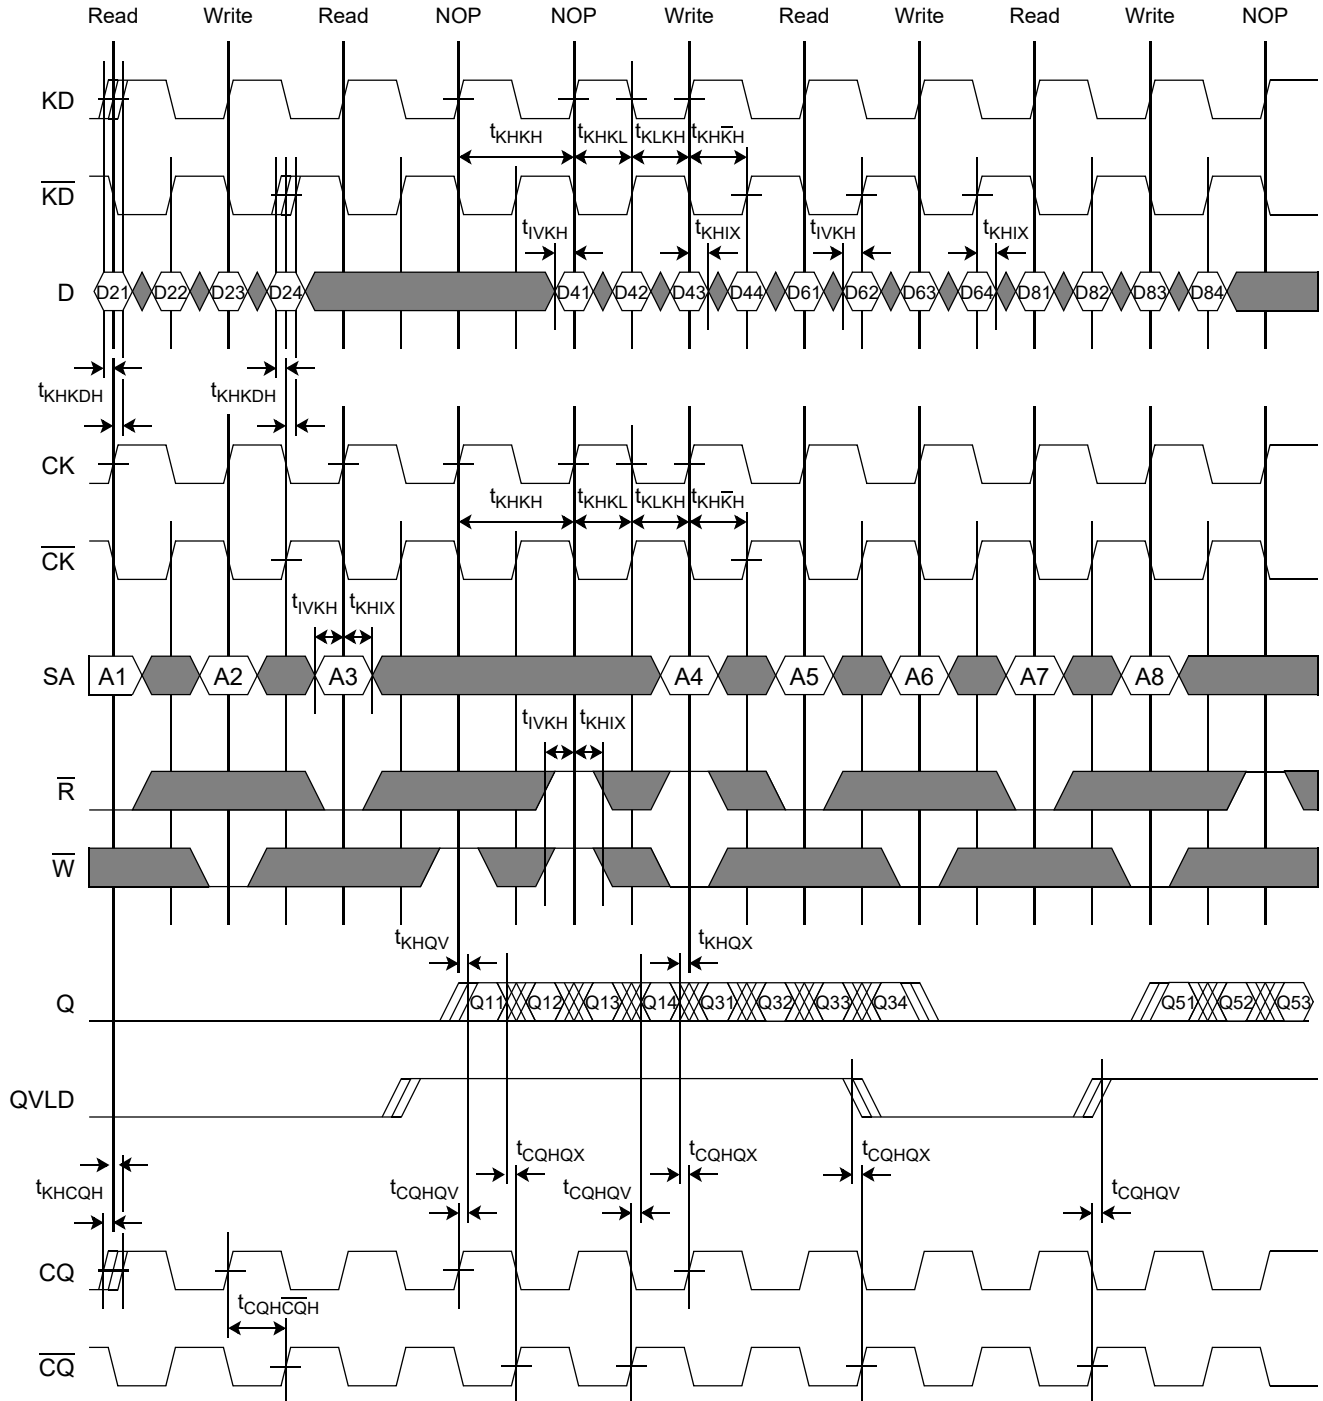 Read Write Read NOP NOP Write Read Write Read Write NOP
KD
tKHKH tKHKL tKLKH tKHK̅H
K̅D̅
tIVKH tKHIX tIVKH tKHIX
D D21 D22 D23 D24 D41 D42 D43 D44 D61 D62 D63 D64 D81 D82 D83 D84
tKHKDH tKHKDH
CK
tKHKH tKHKL tKLKH tKHK̅H
C̅K̅
tIVKH tKHIX
SA A1 A2 A3 A4 A5 A6 A7 A8
tIVKH tKHIX
R̅
W̅
tKHQV tKHQX
Q Q11 Q12 Q13 Q14 Q31 Q32 Q33 Q34 Q51 Q52 Q53
QVLD
tCQHQX tCQHQX tCQHQX
tKHCQH tCQHQV tCQHQV tCQHQV
CQ
tCQHC̅Q̅H
C̅Q̅